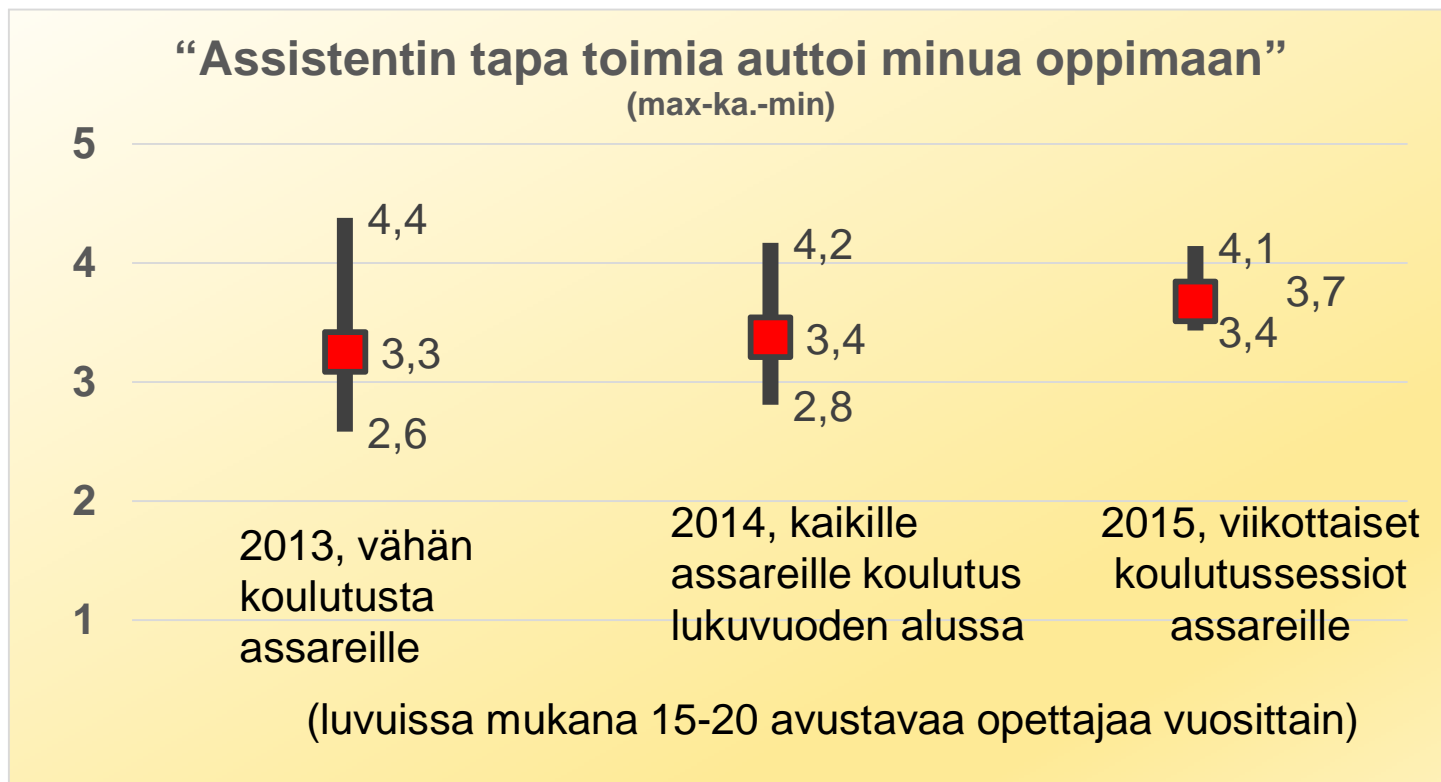 “Assistentin tapa toimia auttoi minua oppimaan”
(max-ka.-min)
5
4
3
2
1
4,4
3,3
2,6
4,2
3,4
2,8
4,1
3,7
3,4
2013, vähän
koulutusta
assareille
2014, kaikille
assareille koulutus
lukuvuoden alussa
2015, viikottaiset
koulutussessiot
assareille
(luvuissa mukana 15-20 avustavaa opettajaa vuosittain)